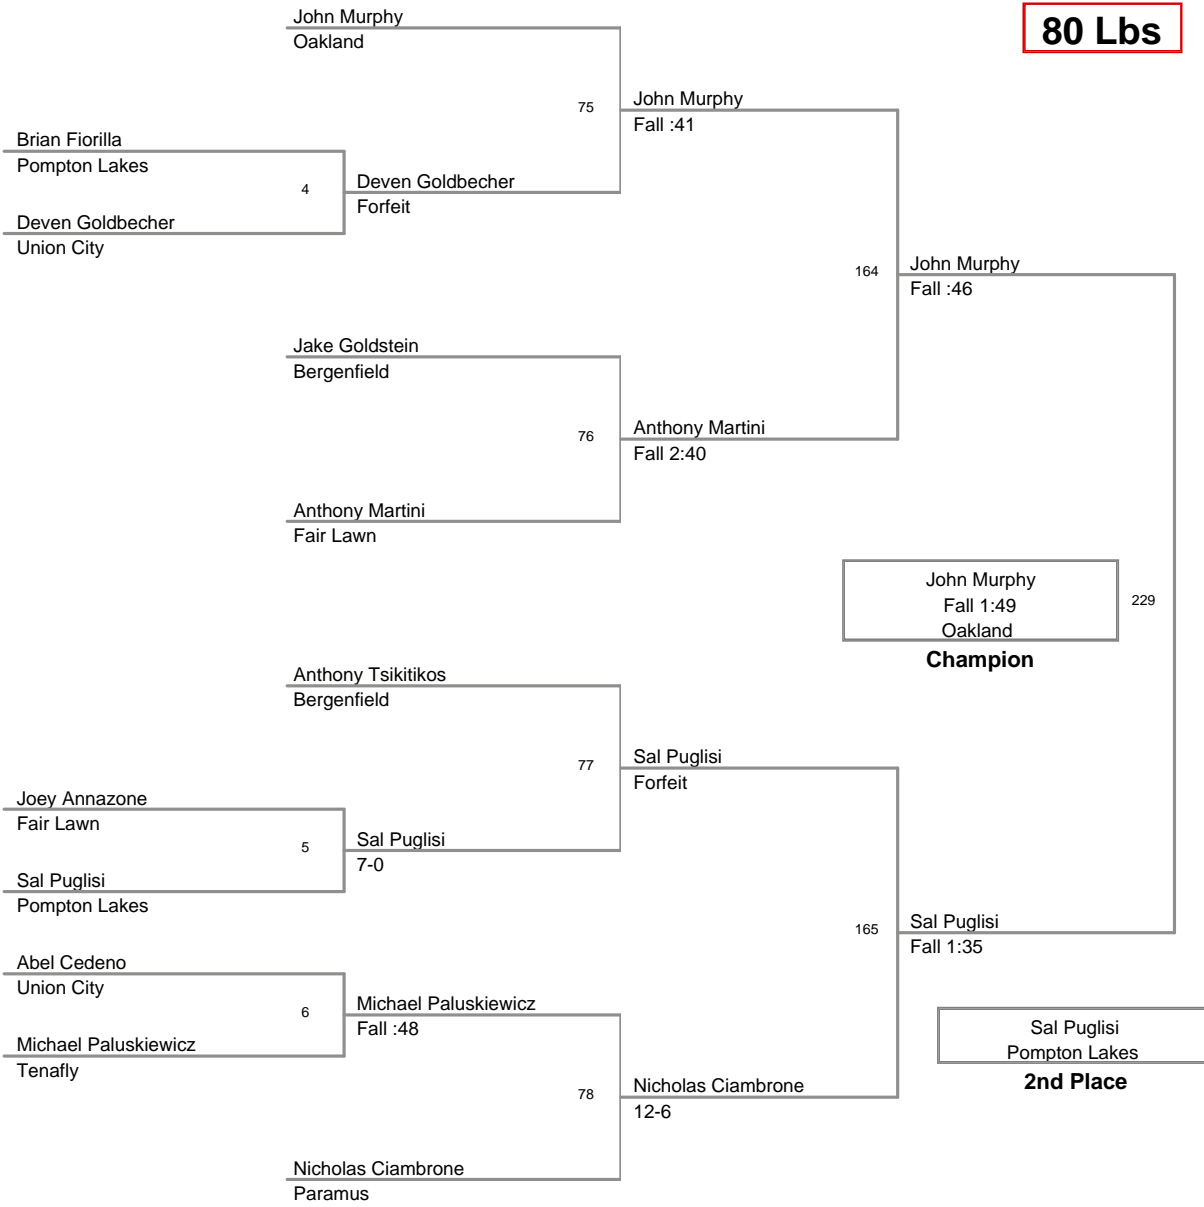 John Murphy
Oakland
80 Lbs
75
John Murphy
Fall :41
Brian Fiorilla
Pompton Lakes
4
Deven Goldbecher
Forfeit
Deven Goldbecher
Union City
164
John Murphy
Fall :46
Jake Goldstein
Bergenfield
76
Anthony Martini
Fall 2:40
Anthony Martini
Fair Lawn
John Murphy
Fall 1:49
Oakland
Champion
229
Anthony Tsikitikos
Bergenfield
77
Sal Puglisi
Forfeit
Joey Annazone
Fair Lawn
5
Sal Puglisi
7-0
Sal Puglisi
Pompton Lakes
165
Sal Puglisi
Fall 1:35
Abel Cedeno
Union City
6
Michael Paluskiewicz
Fall :48
Michael Paluskiewicz
Tenafly
Sal Puglisi
Pompton Lakes
2nd Place
78
Nicholas Ciambrone
12-6
Nicholas Ciambrone
Paramus